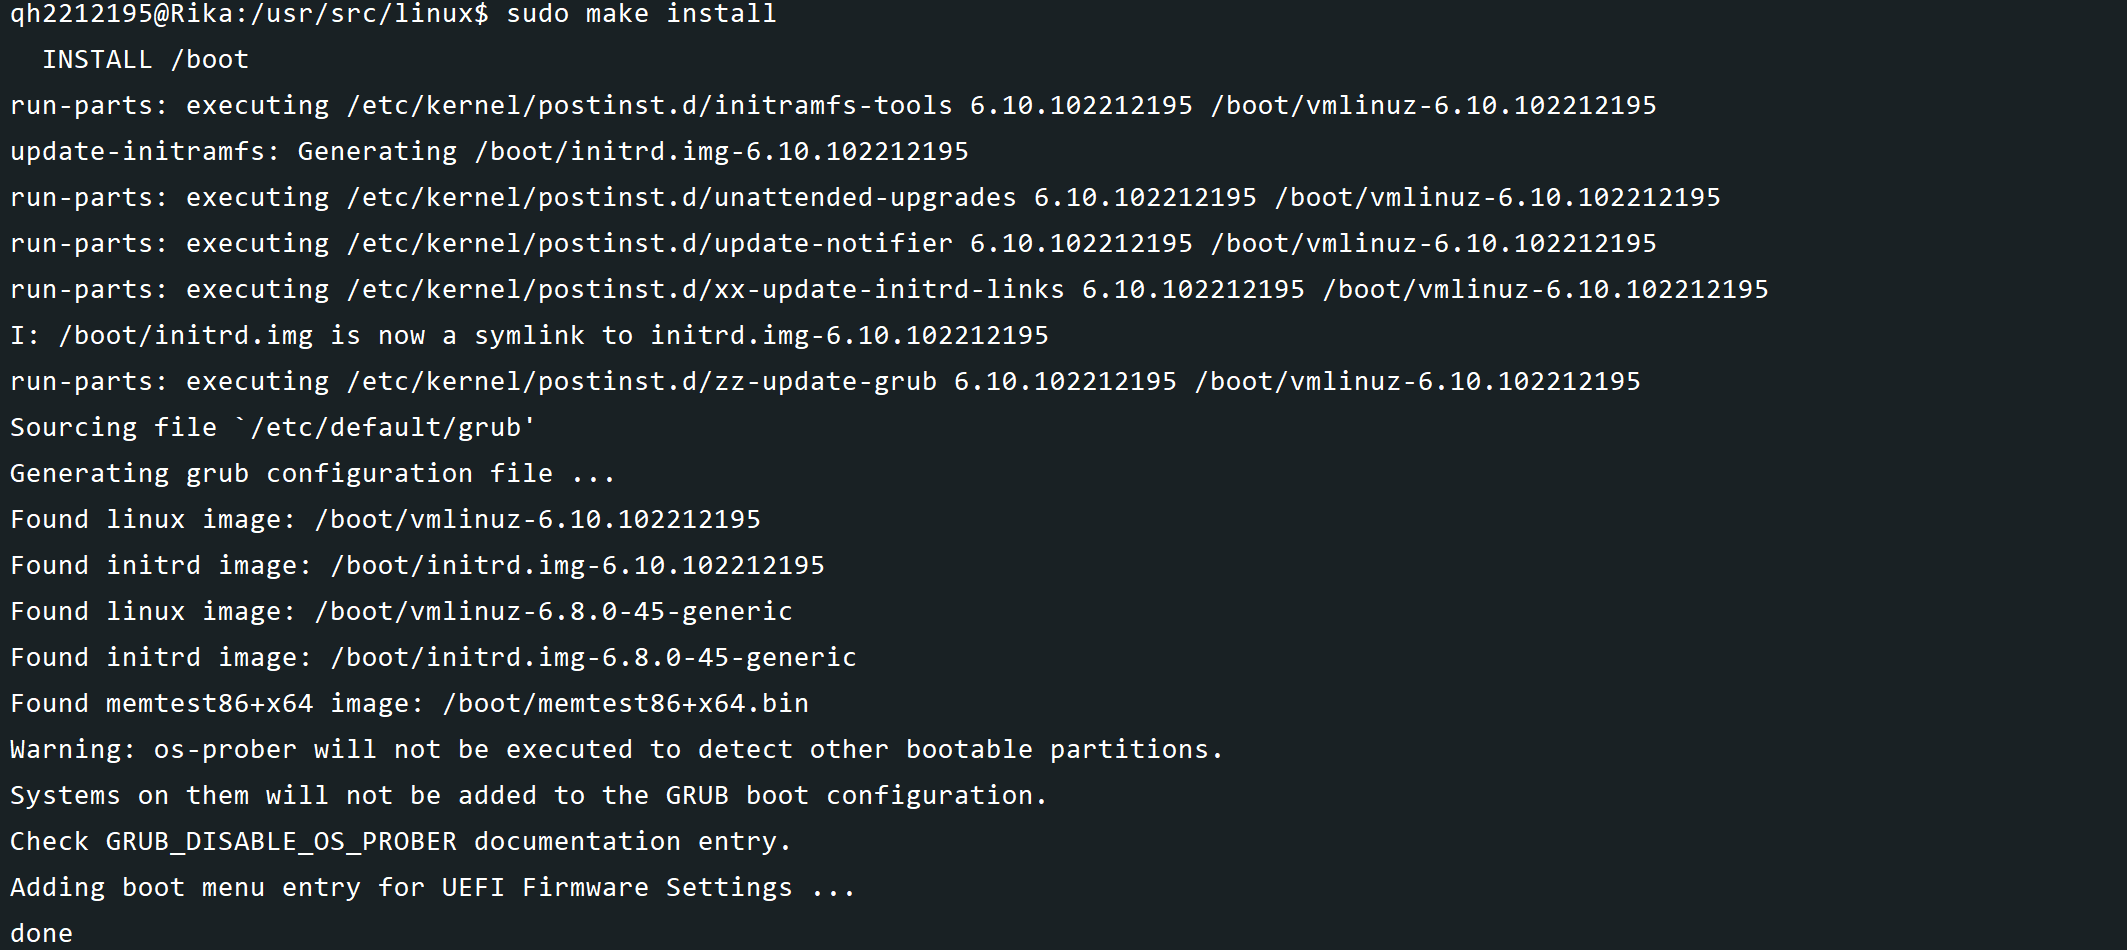 qh2212195@Rika:/usr/src/linux$ sudo make install
  INSTALL /boot
run-parts: executing /etc/kernel/postinst.d/initramfs-tools 6.10.102212195 /boot/vmlinuz-6.10.102212195
update-initramfs: Generating /boot/initrd.img-6.10.102212195
run-parts: executing /etc/kernel/postinst.d/unattended-upgrades 6.10.102212195 /boot/vmlinuz-6.10.102212195
run-parts: executing /etc/kernel/postinst.d/update-notifier 6.10.102212195 /boot/vmlinuz-6.10.102212195
run-parts: executing /etc/kernel/postinst.d/xx-update-initrd-links 6.10.102212195 /boot/vmlinuz-6.10.102212195
I: /boot/initrd.img is now a symlink to initrd.img-6.10.102212195
run-parts: executing /etc/kernel/postinst.d/zz-update-grub 6.10.102212195 /boot/vmlinuz-6.10.102212195
Sourcing file `/etc/default/grub'
Generating grub configuration file ...
Found linux image: /boot/vmlinuz-6.10.102212195
Found initrd image: /boot/initrd.img-6.10.102212195
Found linux image: /boot/vmlinuz-6.8.0-45-generic
Found initrd image: /boot/initrd.img-6.8.0-45-generic
Found memtest86+x64 image: /boot/memtest86+x64.bin
Warning: os-prober will not be executed to detect other bootable partitions.
Systems on them will not be added to the GRUB boot configuration.
Check GRUB_DISABLE_OS_PROBER documentation entry.
Adding boot menu entry for UEFI Firmware Settings ...
done